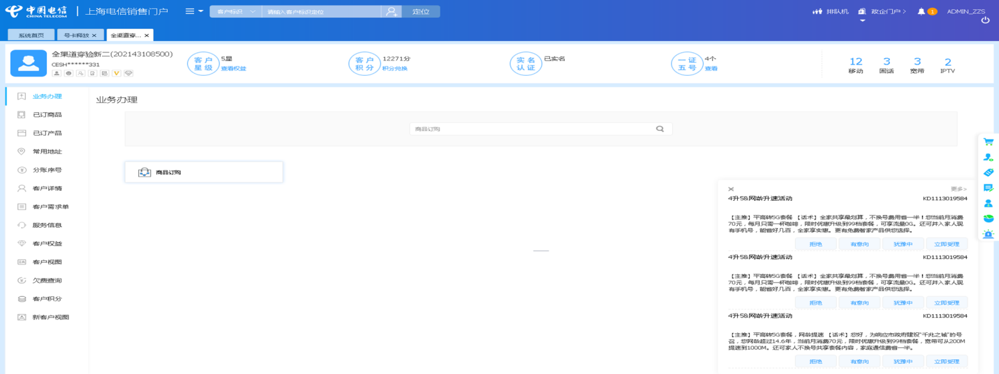 中国电信 CHINA TELECOM 上海电信销售门户 客户标识 请输入客户标识定位 定位 排队机 政企门户 1 ADMIN_ZZS
系统首页 号卡释放 × 全渠道穿... ×
全渠道穿验新二(202143108500)
CESH******331
客户星级 5星 查看权益
客户积分 12271分 积分兑换
实名认证 已实名
一证五号 4个 查看
12 移动
3 固话
3 宽带
2 IPTV
业务办理
已订商品
已订产品
常用地址
分账序号
客户详情
客户需求单
服务信息
客户权益
客户视图
欠费查询
客户积分
新客户视图
业务办理
商品订购
商品订购
更多>
4升5&网龄升速活动 KD1113019584
【主推】平高转5G套餐 【话术】全家共享最划算，不换号费用省一半！您当前月消费
70元，每月只需一杯咖啡，限时优惠升级到99档套餐，可享流量0G。还可并入家人现
有手机号，能省好几百，全家享实惠。更有免费智家产品供您选择。
拒绝 有意向 犹豫中 立即受理
4升5&网龄升速活动 KD1113019584
【主推】平高转5G套餐 【话术】全家共享最划算，不换号费用省一半！您当前月消费
70元，每月只需一杯咖啡，限时优惠升级到99档套餐，可享流量0G。还可并入家人现
有手机号，能省好几百，全家享实惠。更有免费智家产品供您选择。
拒绝 有意向 犹豫中 立即受理
4升5&网龄升速活动 KD1113019584
【主推】平高转5G套餐，网龄提速 【话术】您好，为响应市政府建设“千兆之城”的号
召，您网龄超过14.6年，当前月消费70元，限时优惠升级到99档套餐，宽带可从200M
提速到1000M。还可家人不换号共享套餐内容，家庭通信费省一半。
拒绝 有意向 犹豫中 立即受理